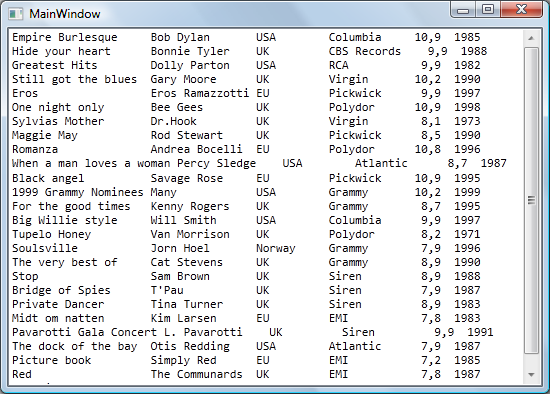 MainWindow
Empire Burlesque Bob Dylan USA Columbia 10,9 1985
Hide your heart Bonnie Tyler UK CBS Records 9,9 1988
Greatest Hits Dolly Parton USA RCA 9,9 1982
Still got the blues Gary Moore UK Virgin 10,2 1990
Eros Eros Ramazzotti EU Pickwick 9,9 1997
One night only Bee Gees UK Polydor 10,9 1998
Sylvias Mother Dr.Hook UK Virgin 8,1 1973
Maggie May Rod Stewart UK Pickwick 8,5 1990
Romanza Andrea Bocelli EU Polydor 10,8 1996
When a man loves a woman Percy Sledge USA Atlantic 8,7 1987
Black angel Savage Rose EU Pickwick 10,9 1995
1999 Grammy Nominees Many USA Grammy 10,2 1999
For the good times Kenny Rogers UK Grammy 8,7 1995
Big Willie style Will Smith USA Columbia 9,9 1997
Tupelo Honey Van Morrison UK Polydor 8,2 1971
Soulsville Jorn Hoel Norway Grammy 7,9 1996
The very best of Cat Stevens UK Grammy 8,9 1990
Stop Sam Brown UK Siren 8,9 1988
Bridge of Spies T'Pau UK Siren 7,9 1987
Private Dancer Tina Turner UK Siren 8,9 1983
Midt om natten Kim Larsen EU EMI 7,8 1983
Pavarotti Gala Concert L. Pavarotti UK Siren 9,9 1991
The dock of the bay Otis Redding USA Atlantic 7,9 1987
Picture book Simply Red EU EMI 7,2 1985
Red The Communards UK EMI 7,8 1987